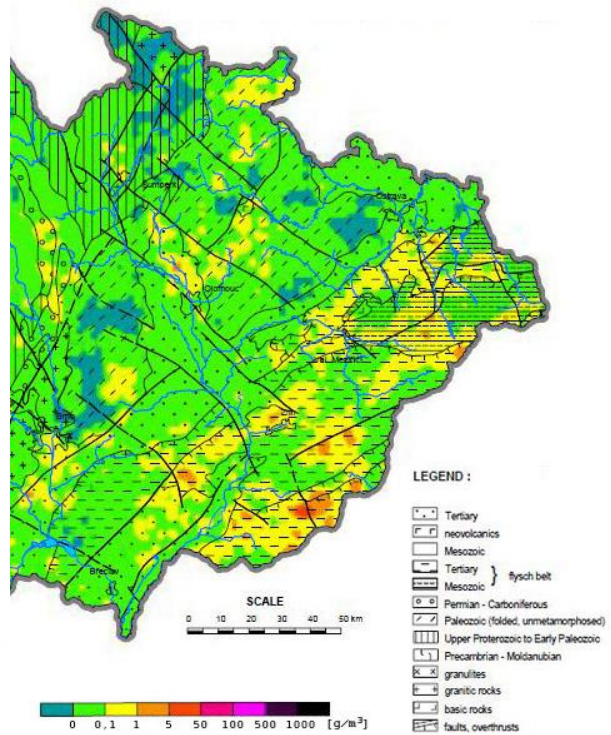 Šumperk
Ostrava
Olomouc
Zlín
Brno
Břeclav
LEGEND :
Tertiary
neovolcanics
Mesozoic
Tertiary
Mesozoic
} flysch belt
Permian - Carboniferous
Paleozoic (folded, unmetamorphosed)
Upper Proterozoic to Early Paleozoic
Precambrian - Moldanubian
granulites
granitic rocks
basic rocks
faults, overthrusts
SCALE
0 10 20 30 40 50 km
0 0,1 1 5 50 100 500 1000 [g/m³]